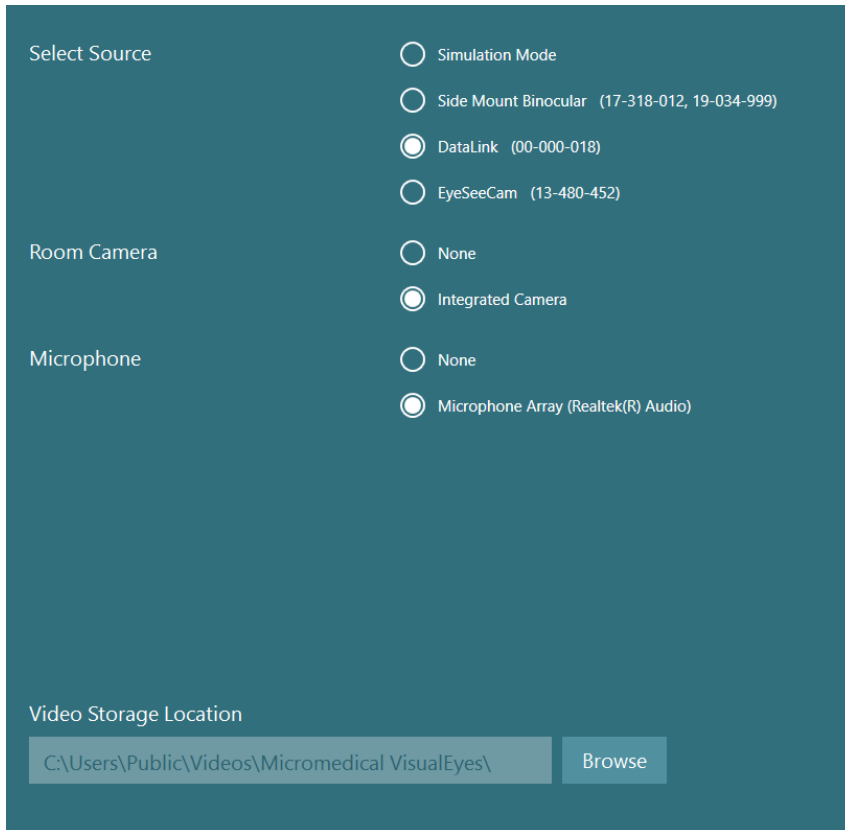 Select Source
Simulation Mode
Side Mount Binocular (17-318-012, 19-034-999)
DataLink (00-000-018)
EyeSeeCam (13-480-452)
Room Camera
None
Integrated Camera
Microphone
None
Microphone Array (Realtek(R) Audio)
Video Storage Location
C:\Users\Public\Videos\Micromedical VisualEyes\
Browse